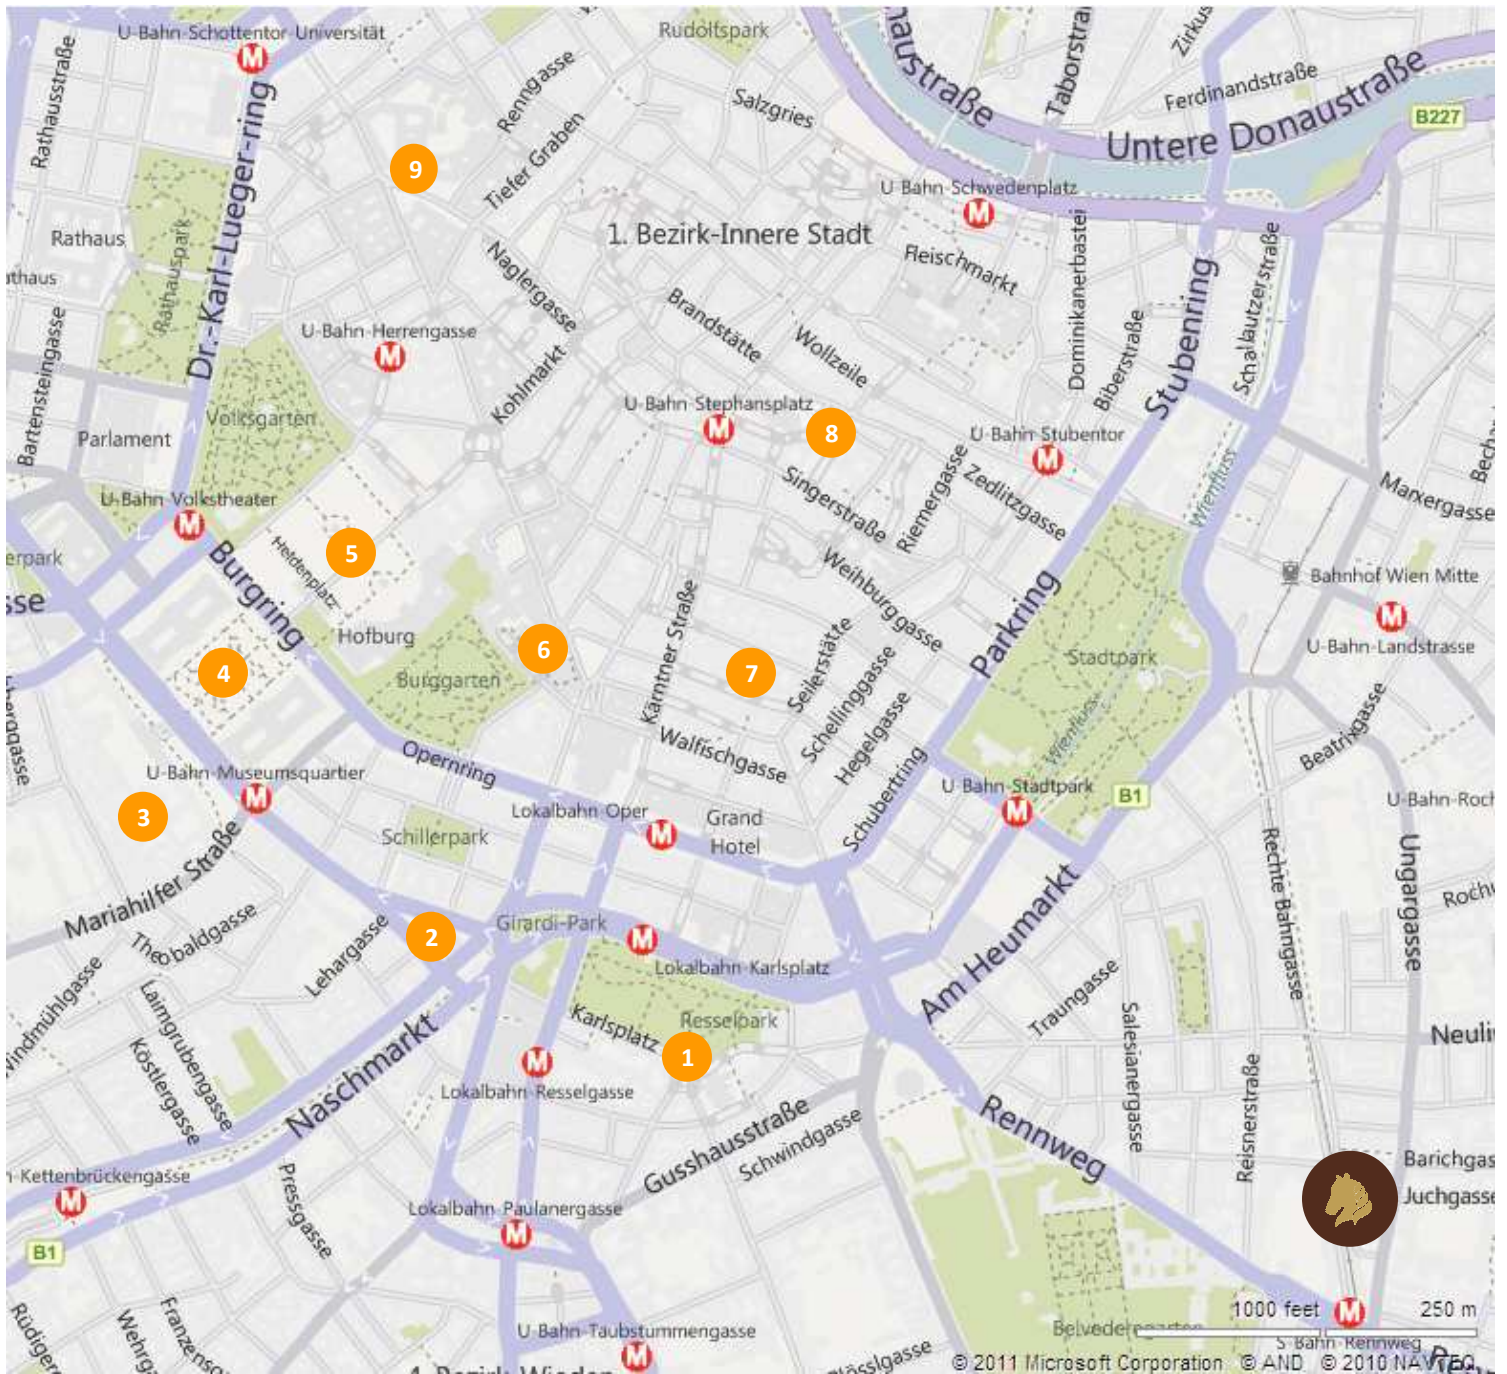 U-Bahn-Schottentor-Universität
Rudolfspark
Rathausstraße
Renngasse
Salzgries
Taborstraße
Zirkus
Ferdinandstraße
B227
Untere Donaustraße
Dr.-Karl-Lueger-ring
9
Tiefer Graben
U-Bahn-Schwedenplatz
Rathaus
Rathauspark
1. Bezirk-Innere Stadt
Fleischmarkt
Dominikanerbastei
Schallautzerstraße
Stubenring
Naglergasse
Brandstätte
Wollzeile
Biberstraße
Bartensteingasse
U-Bahn-Herrengasse
Kohlmarkt
Volksgarten
Parlament
U-Bahn-Stephansplatz
8
U-Bahn-Stubentor
Singerstraße
Riemergasse
Zedlitzgasse
Wienfluss
Marxergasse
U-Bahn-Volkstheater
5
Heldenplatz
Burgring
Weihburggasse
Bahnhof Wien Mitte
U-Bahn-Landstrasse
Parkring
Stadtpark
Kärntner Straße
Seilerstätte
Hofburg
6
4
Burggarten
7
Schellinggasse
Hegelgasse
Wienfluss
Beatrixgasse
Walfischgasse
Opernring
U-Bahn-Museumsquartier
3
Schubertring
U-Bahn-Stadtpark
B1
Lokalbahn-Oper
Grand
Hotel
Schillerpark
Mariahilfer Straße
Rechte Bahngasse
Ungargasse
Theobaldgasse
Lehargasse
2
Girardi-Park
Lokalbahn-Karlsplatz
Am Heumarkt
Windmühlgasse
Laimgrubengasse
Köstlergasse
Naschmarkt
Karlsplatz
Resselpark
1
Traungasse
Salesianergasse
Reisnerstraße
Lokalbahn-Resselgasse
Gusshausstraße
Schwindgasse
Rennweg
Juchgasse
n-Kettenbrückengasse
Pressgasse
Lokalbahn-Paulanergasse
B1
U-Bahn-Taubstummengasse
Belvederegarten
1000 feet
250 m
S-Bahn-Rennweg
© 2011 Microsoft Corporation © AND © 2010 NAVTEQ